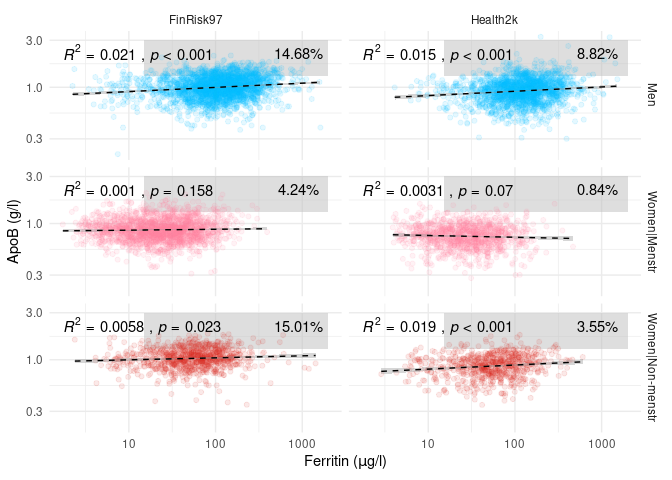 FinRisk97 Health2k
3.0 R² = 0.021 , p < 0.001 14.68% R² = 0.015 , p < 0.001 8.82%
1.0
0.3
Men
3.0 R² = 0.001 , p = 0.158 4.24% R² = 0.0031 , p = 0.07 0.84%
1.0
0.3
Women|Menstr
3.0 R² = 0.0058 , p = 0.023 15.01% R² = 0.019 , p < 0.001 3.55%
1.0
0.3
Women|Non-menstr
ApoB (g/l)
10 100 1000 10 100 1000
Ferritin (µg/l)